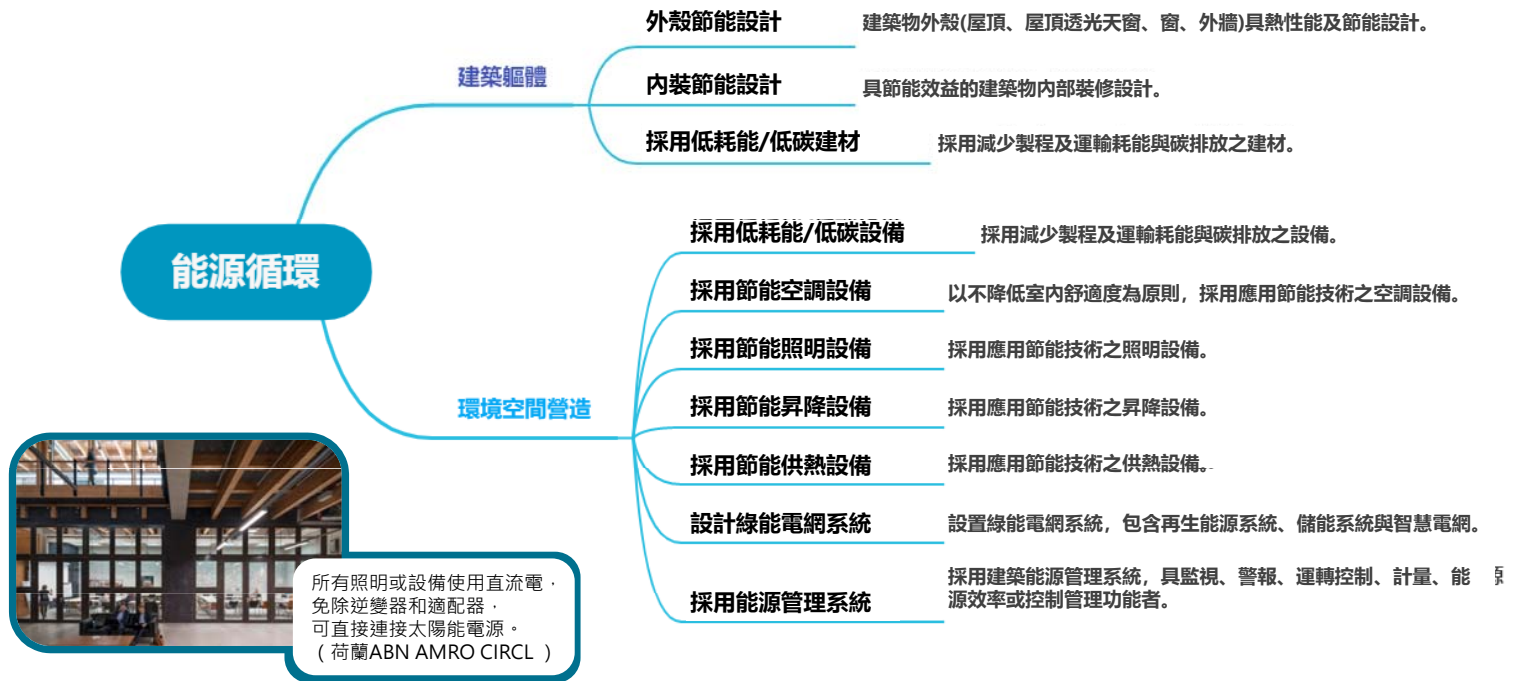 外殼節能設計
建築物外殼(屋頂、屋頂透光天窗、窗、外牆)具熱性能及節能設計。
建築軀體
內裝節能設計
具節能效益的建築物內部裝修設計。
採用低耗能/低碳建材
採用減少製程及運輸耗能與碳排放之建材。
能源循環
採用低耗能/低碳設備
採用減少製程及運輸耗能與碳排放之設備。
採用節能空調設備
以不降低室內舒適度為原則，採用應用節能技術之空調設備。
採用節能照明設備
採用應用節能技術之照明設備。
環境空間營造
採用節能昇降設備
採用應用節能技術之昇降設備。
採用節能供熱設備
採用應用節能技術之供熱設備。
設計綠能電網系統
設置綠能電網系統，包含再生能源系統、儲能系統與智慧電網。
採用能源管理系統
採用建築能源管理系統，具監視、警報、運轉控制、計量、能
源效率或控制管理功能者。
所有照明或設備使用直流電，
免除逆變器和適配器，
可直接連接太陽能電源。
（荷蘭ABN AMRO CIRCL ）